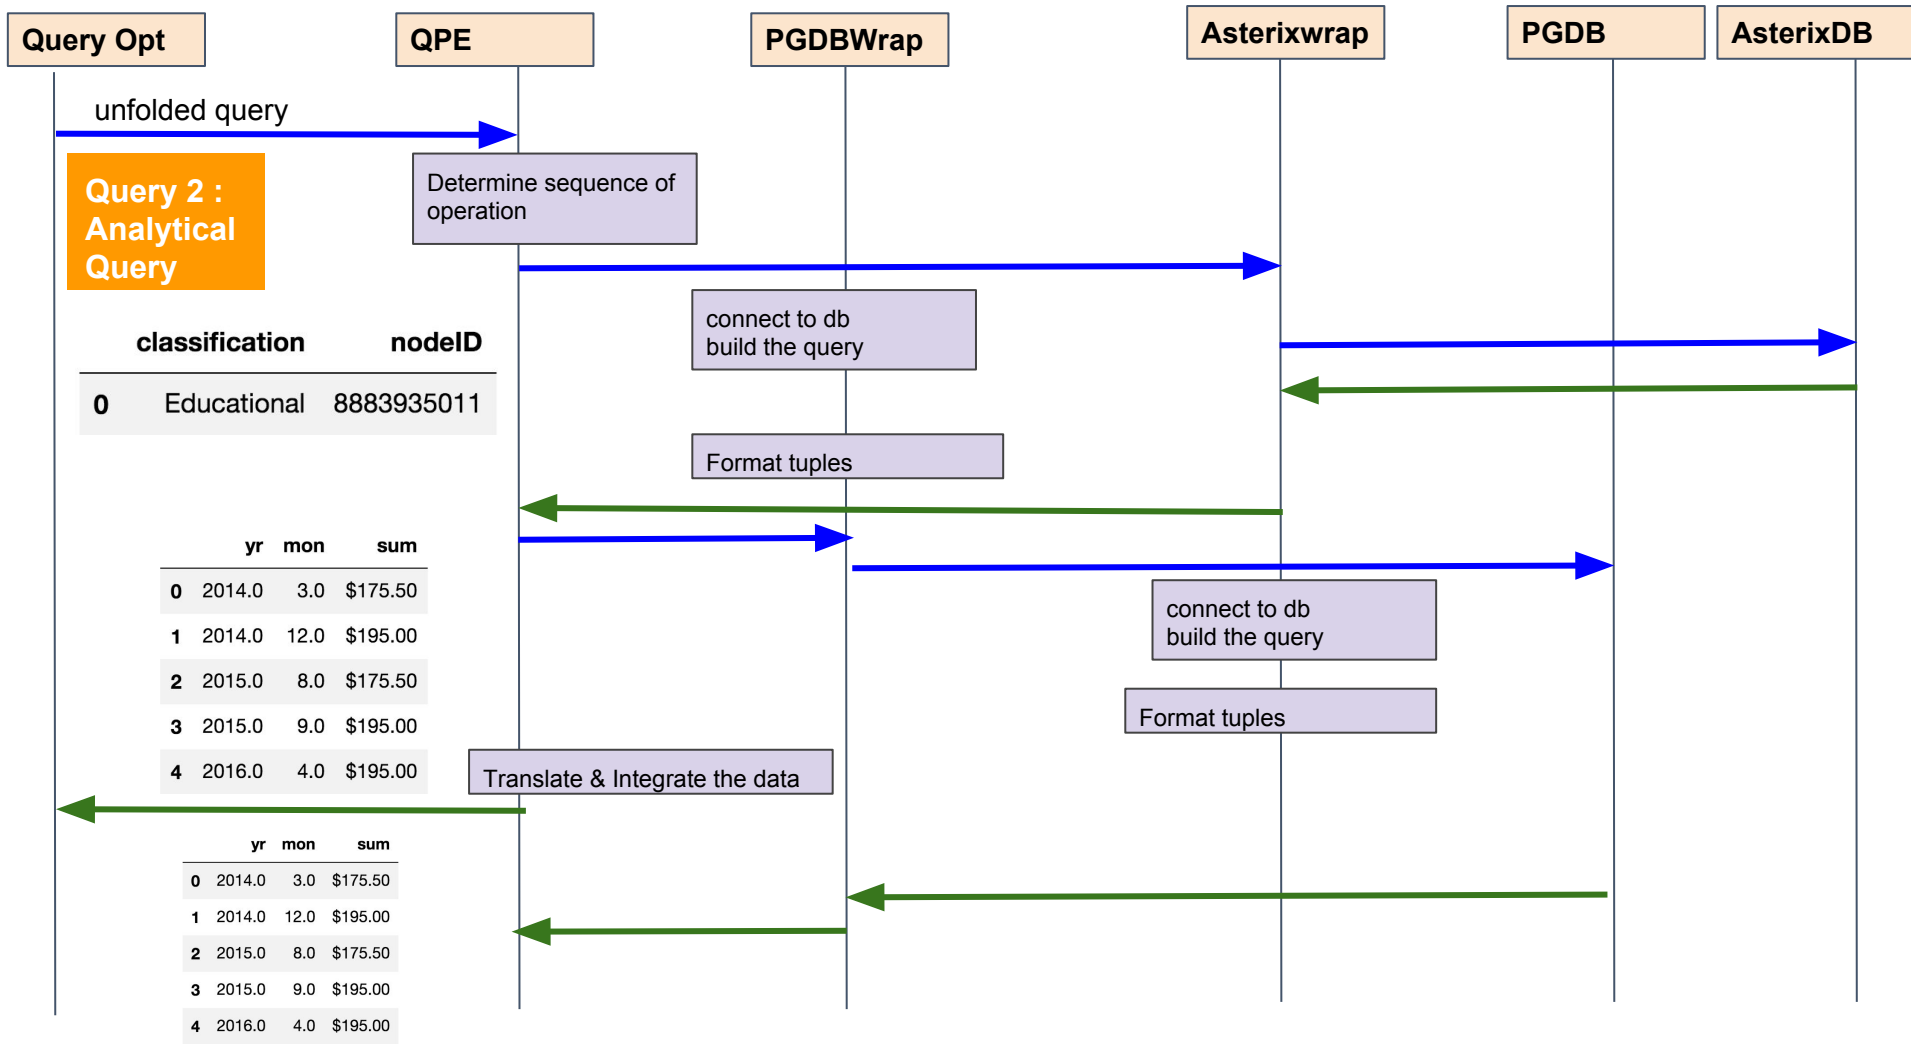 Query Opt
QPE
PGDBWrap
Asterixwrap
PGDB
AsterixDB
unfolded query
Query 2 :
Analytical
Query
Determine sequence of
operation
connect to db
build the query
classification nodeID
0 Educational 8883935011
Format tuples
yr mon sum
0 2014.0 3.0 $175.50
1 2014.0 12.0 $195.00
2 2015.0 8.0 $175.50
3 2015.0 9.0 $195.00
4 2016.0 4.0 $195.00
connect to db
build the query
Format tuples
Translate & Integrate the data
yr mon sum
0 2014.0 3.0 $175.50
1 2014.0 12.0 $195.00
2 2015.0 8.0 $175.50
3 2015.0 9.0 $195.00
4 2016.0 4.0 $195.00